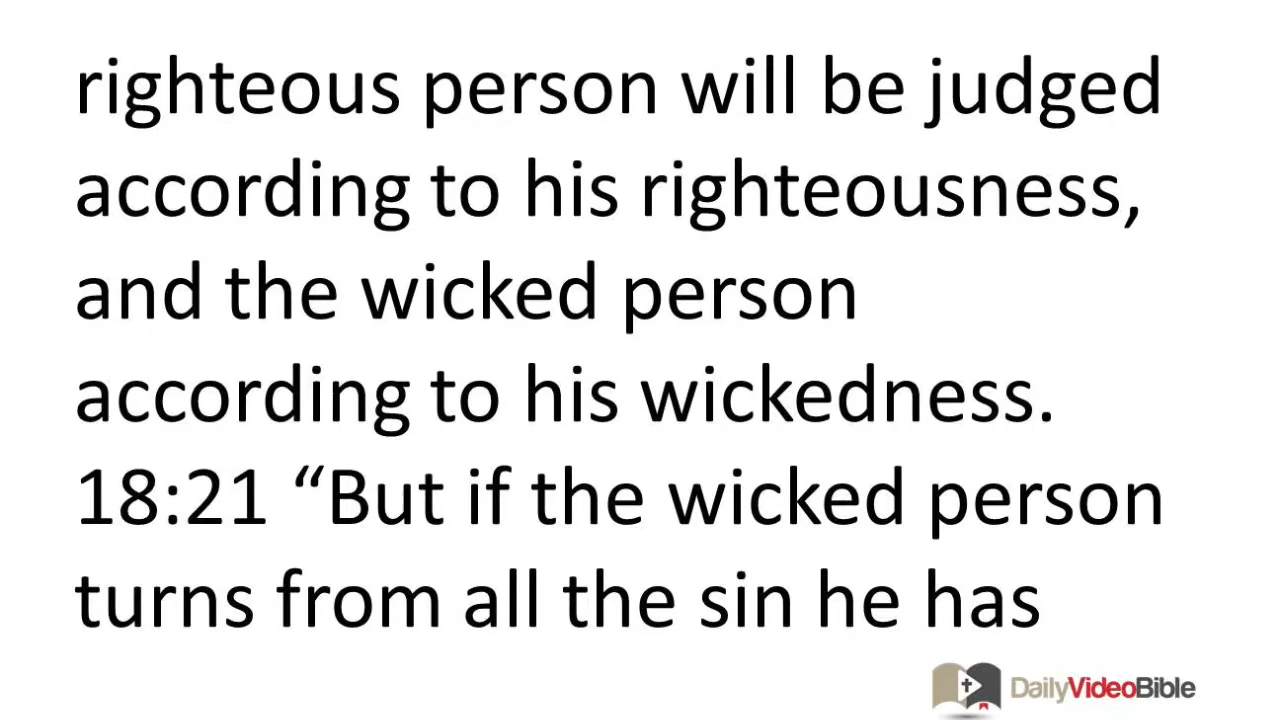 righteous person will be judged
according to his righteousness,
and the wicked person
according to his wickedness.
18:21 “But if the wicked person
turns from all the sin he has
DailyVideoBible